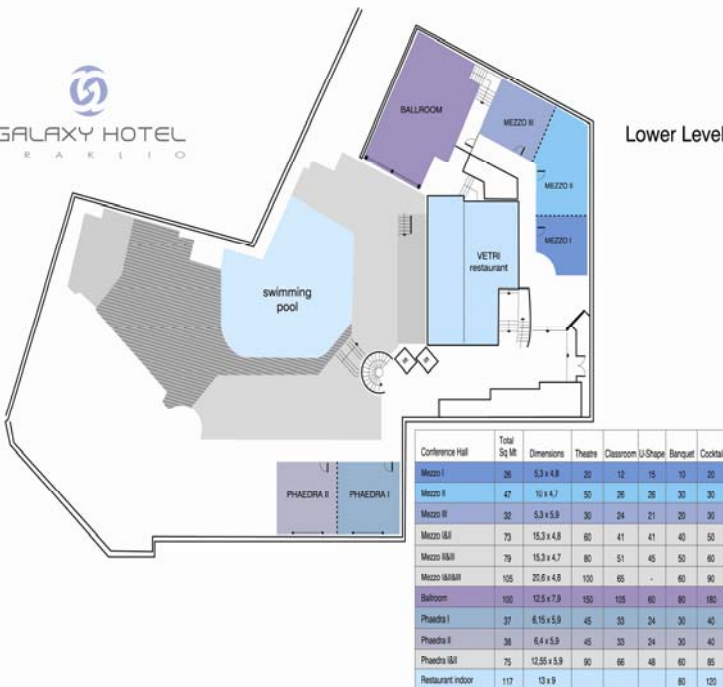 GALAXY HOTEL
IRAKLIO
Lower Level
BALLROOM
MEZZO III
MEZZO II
MEZZO I
VETRI
restaurant
swimming
pool
PHAEDRA II
PHAEDRA I
Conference Hall Total Sq Mt Dimensions Theatre Classroom U-Shape Banquet Cocktail
Mezzo I 26 5,3 x 4,8 20 12 15 10 20
Mezzo II 47 10 x 4,7 50 26 26 30 30
Mezzo III 32 5,3 x 5,9 30 24 21 20 30
Mezzo I&II 73 15,3 x 4,8 60 41 41 40 50
Mezzo II&III 79 15,3 x 4,7 80 51 45 50 60
Mezzo I&II&III 105 20,6 x 4,8 100 65 - 60 90
Ballroom 100 12,5 x 7,9 150 105 60 80 180
Phaedra I 37 6,15 x 5,9 45 33 24 30 40
Phaedra II 38 6,4 x 5,9 45 33 24 30 40
Phaedra I&II 75 12,55 x 5,9 90 66 48 60 85
Restaurant indoor 117 13 x 9 80 120